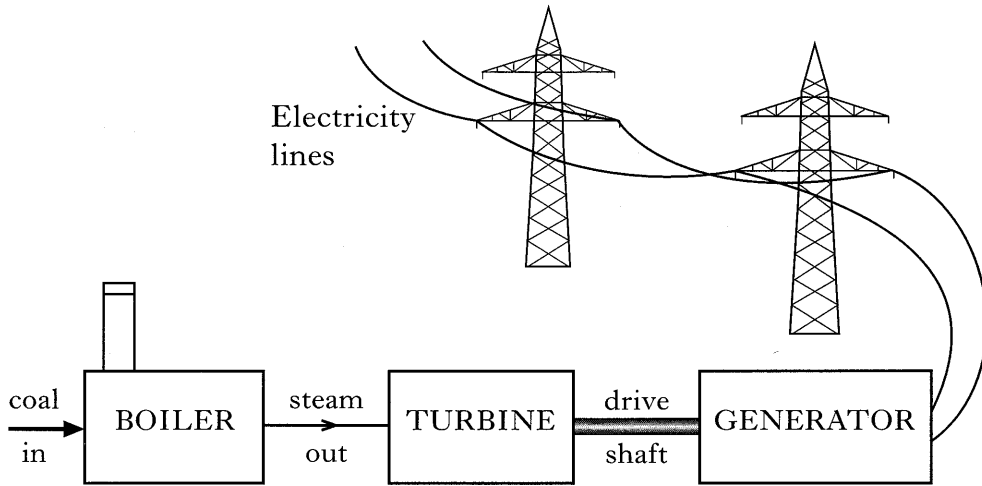 Electricity
lines
coal
in
BOILER
steam
out
TURBINE
drive
shaft
GENERATOR